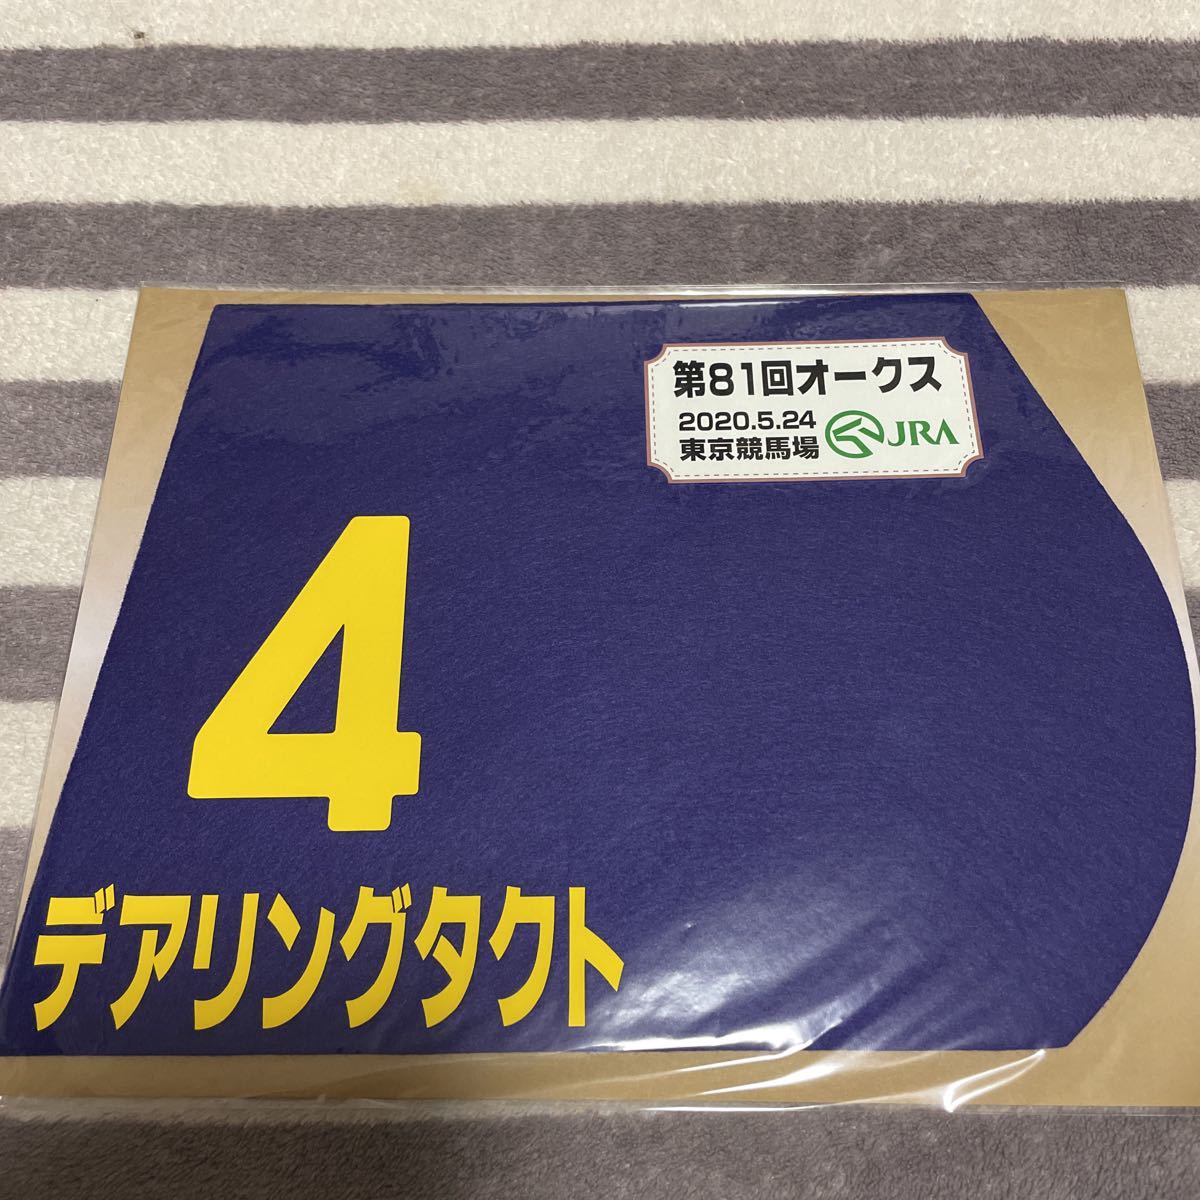 第81回オークス
2020.5.24
東京競馬場
JRA
4
デアリングタクト